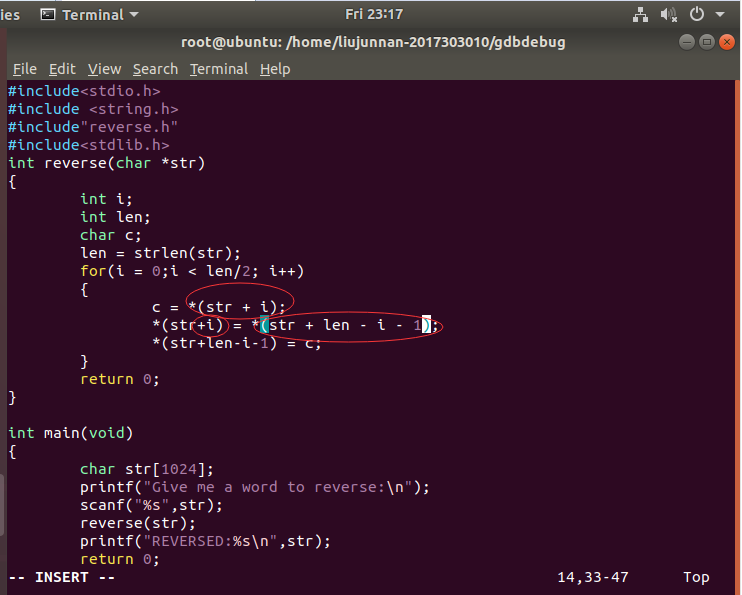 ies Terminal Fri 23:17
root@ubuntu: /home/liujunnan-2017303010/gdbdebug
File Edit View Search Terminal Help
#include<stdio.h>
#include <string.h>
#include"reverse.h"
#include<stdlib.h>
int reverse(char *str)
{
        int i;
        int len;
        char c;
        len = strlen(str);
        for(i = 0;i < len/2; i++)
        {
                c = *(str + i);
                *(str+i) = *(str + len - i - 1);
                *(str+len-i-1) = c;
        }
        return 0;
}

int main(void)
{
        char str[1024];
        printf("Give me a word to reverse:\n");
        scanf("%s",str);
        reverse(str);
        printf("REVERSED:%s\n",str);
        return 0;
-- INSERT -- 14,33-47 Top